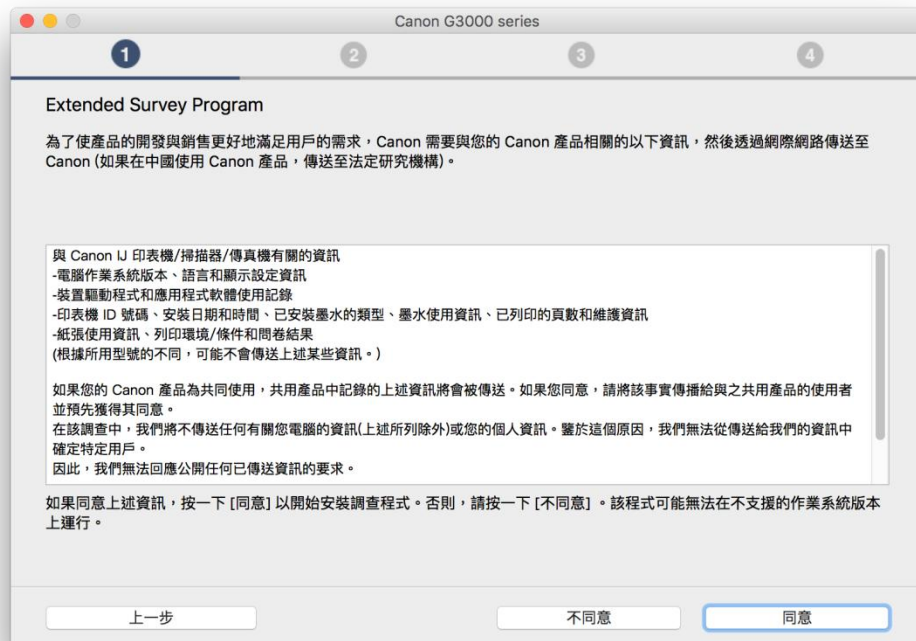 Canon G3000 series
1 2 3 4
Extended Survey Program
為了使產品的開發與銷售更好地滿足用戶的需求，Canon 需要與您的 Canon 產品相關的以下資訊，然後透過網際網路傳送至
Canon (如果在中國使用 Canon 產品，傳送至法定研究機構)。
與 Canon IJ 印表機/掃描器/傳真機有關的資訊
-電腦作業系統版本、語言和顯示設定資訊
-裝置驅動程式和應用程式軟體使用記錄
-印表機 ID 號碼、安裝日期和時間、已安裝墨水的類型、墨水使用資訊、已列印的頁數和維護資訊
-紙張使用資訊、列印環境/條件和問卷結果
(根據所用型號的不同，可能不會傳送上述某些資訊。)
如果您的 Canon 產品為共同使用，共用產品中記錄的上述資訊將會被傳送。如果您同意，請將該事實傳播給與之共用產品的使用者
並預先獲得其同意。
在該調查中，我們將不傳送任何有關您電腦的資訊(上述所列除外)或您的個人資訊。鑒於這個原因，我們無法從傳送給我們的資訊中
確定特定用戶。
因此，我們無法回應公開任何已傳送資訊的要求。
如果同意上述資訊，按一下 [同意] 以開始安裝調查程式。否則，請按一下 [不同意] 。該程式可能無法在不支援的作業系統版本
上運行。
上一步 不同意 同意